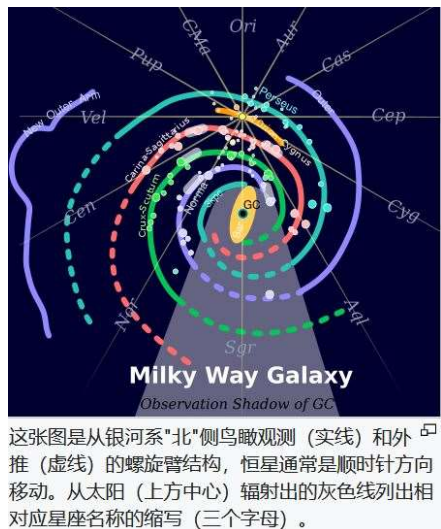 Ori
CMa
Aur
Pup
Cas
Perseus
Outer
New Outer Arm
Vel
Cep
Cygnus
Carina-Sagittarius
Crux-Scutum
Norma
GC
Cen
Cyg
Nor
Aql
Sgr
Milky Way Galaxy
Observation Shadow of GC
这张图是从银河系"北"侧鸟瞰观测（实线）和外
推（虚线）的螺旋臂结构，恒星通常是顺时针方向
移动。从太阳（上方中心）辐射出的灰色线列出相
对应星座名称的缩写（三个字母）。